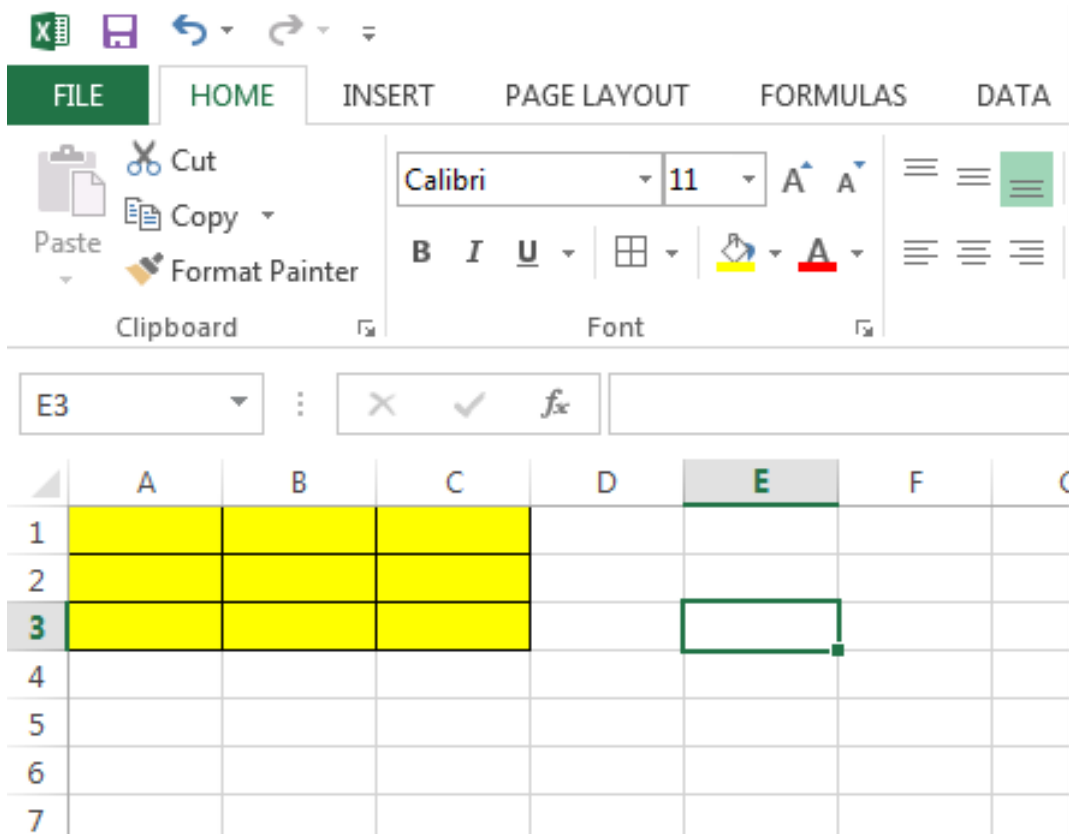 FILE HOME INSERT PAGE LAYOUT FORMULAS DATA
Cut
Copy
Paste
Format Painter
Calibri 11 A A
B I U A
Clipboard Font
E3 fx
A B C D E F
1
2
3
4
5
6
7